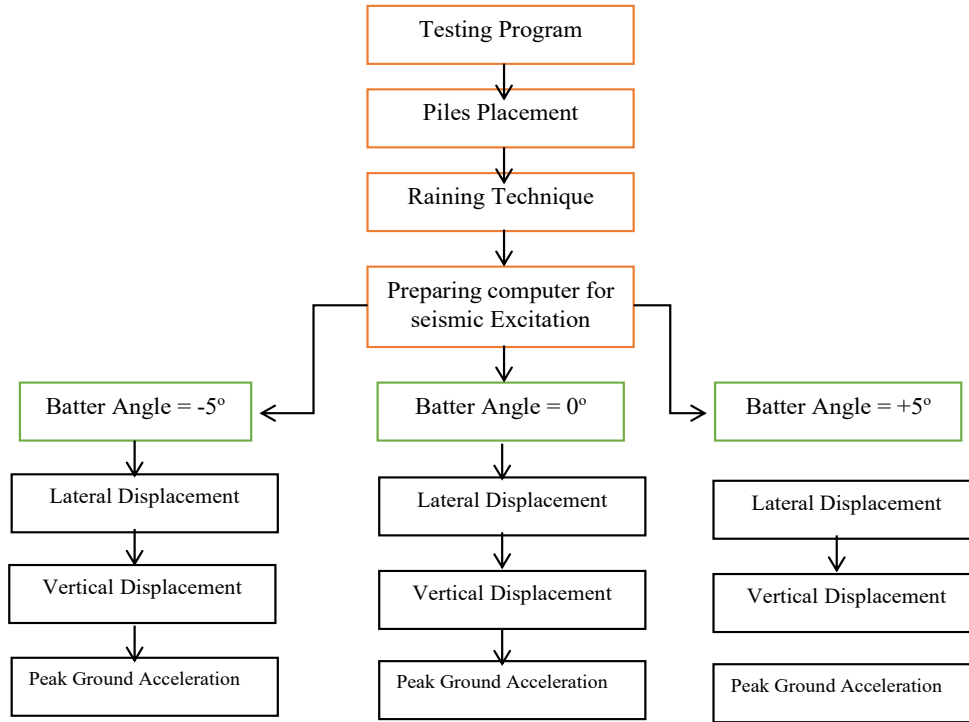 Testing Program
Piles Placement
Raining Technique
Preparing computer for
seismic Excitation
Batter Angle = -5º
Batter Angle = 0º
Batter Angle = +5º
Lateral Displacement
Lateral Displacement
Lateral Displacement
Vertical Displacement
Vertical Displacement
Vertical Displacement
Peak Ground Acceleration
Peak Ground Acceleration
Peak Ground Acceleration